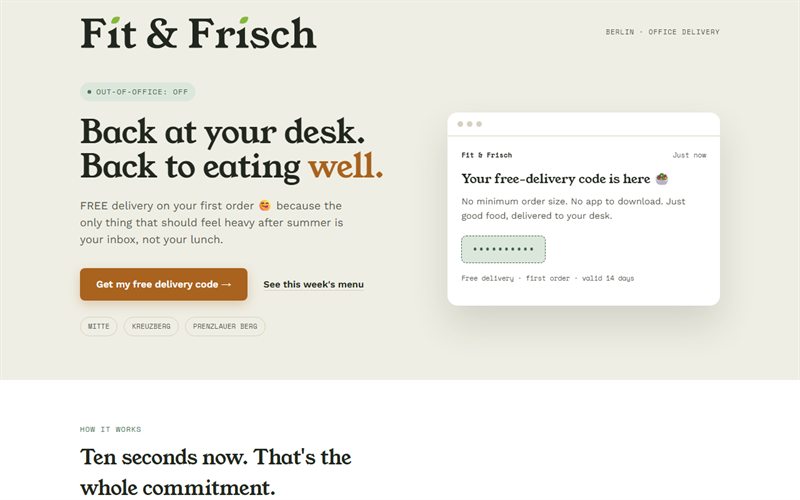 Fit & Frisch
BERLIN · OFFICE DELIVERY
OUT-OF-OFFICE: OFF
Back at your desk.
Back to eating well.
FREE delivery on your first order 😋 because the
only thing that should feel heavy after summer is
your inbox, not your lunch.
Get my free delivery code →
See this week's menu
MITTE
KREUZBERG
PRENZLAUER BERG
Fit & Frisch
Just now
Your free-delivery code is here 🥗
No minimum order size. No app to download. Just
good food, delivered to your desk.
••••••••••
Free delivery · first order · valid 14 days
HOW IT WORKS
Ten seconds now. That's the
whole commitment.